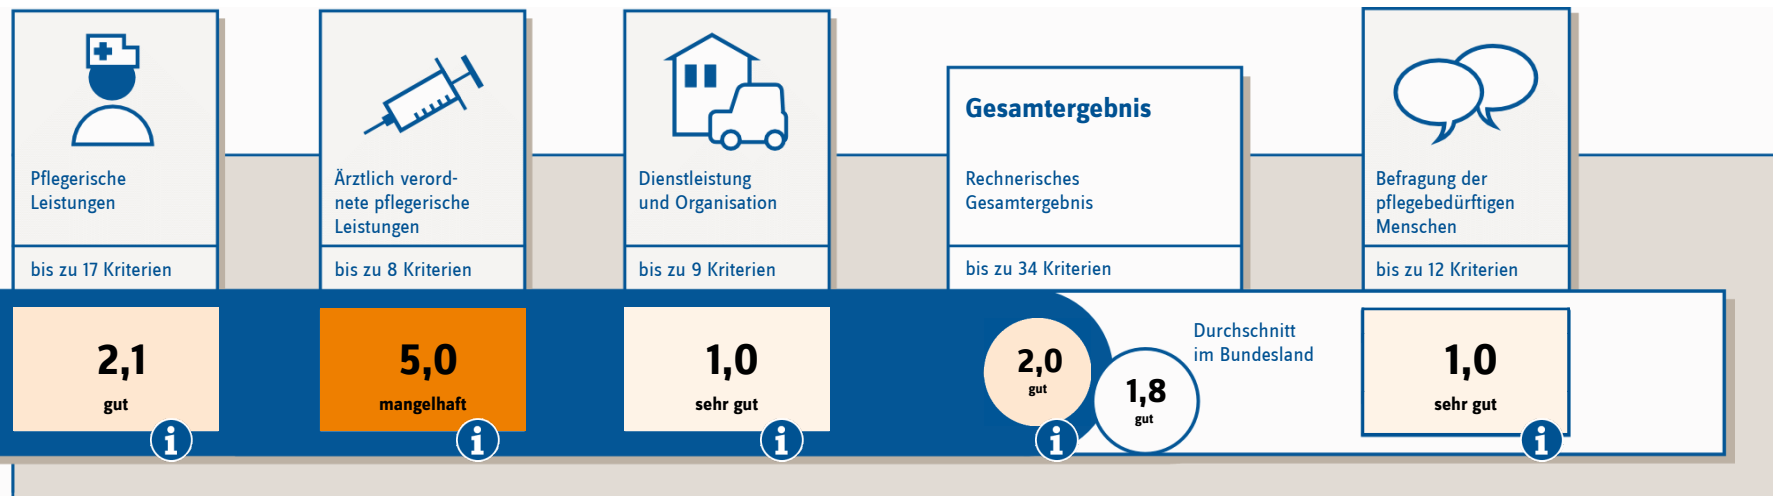 Pflegerische
Leistungen
bis zu 17 Kriterien
2,1
gut
i
Ärztlich verord-
nete pflegerische
Leistungen
bis zu 8 Kriterien
5,0
mangelhaft
i
Dienstleistung
und Organisation
bis zu 9 Kriterien
1,0
sehr gut
i
Gesamtergebnis
Rechnerisches
Gesamtergebnis
bis zu 34 Kriterien
2,0
gut
i
1,8
gut
Durchschnitt
im Bundesland
Befragung der
pflegebedürftigen
Menschen
bis zu 12 Kriterien
1,0
sehr gut
i